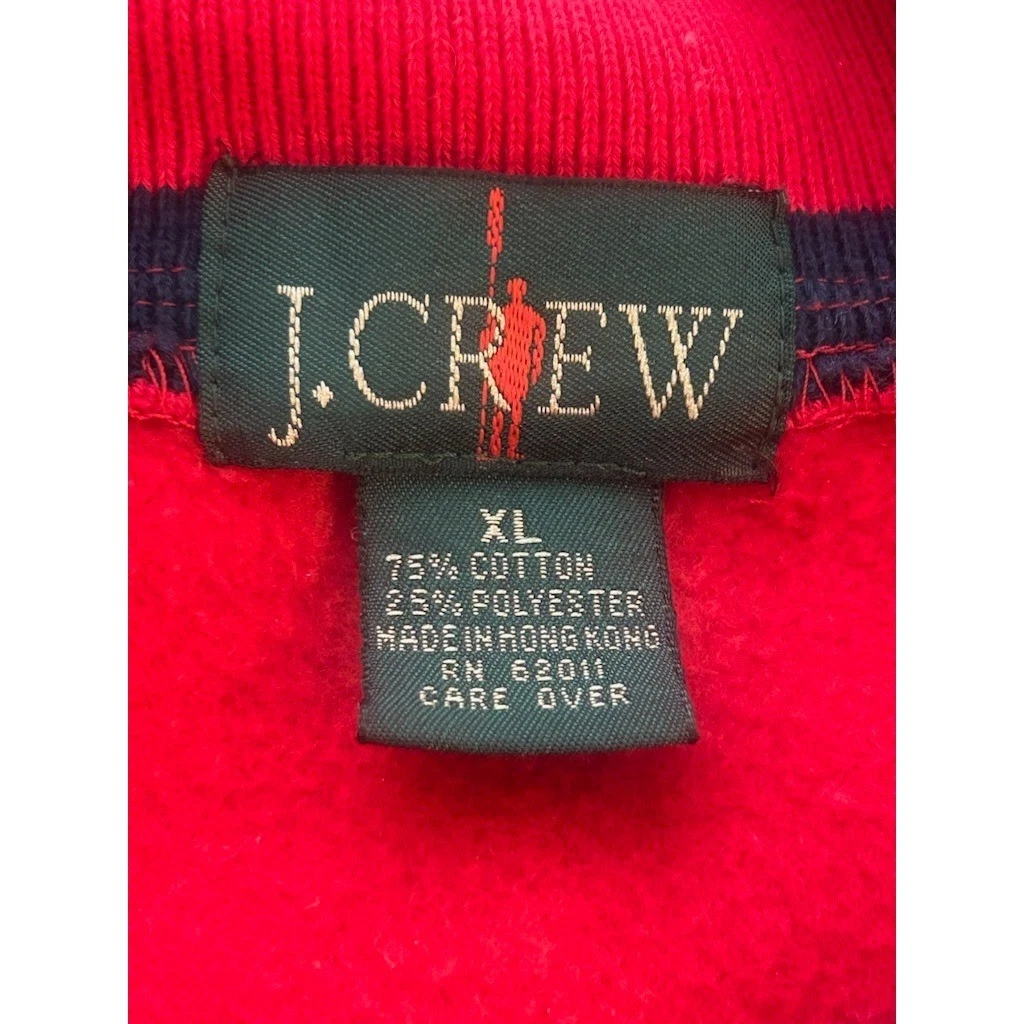 J.CREW
XL
75% COTTON
25% POLYESTER
MADE IN HONG KONG
RN 62011
CARE OVER